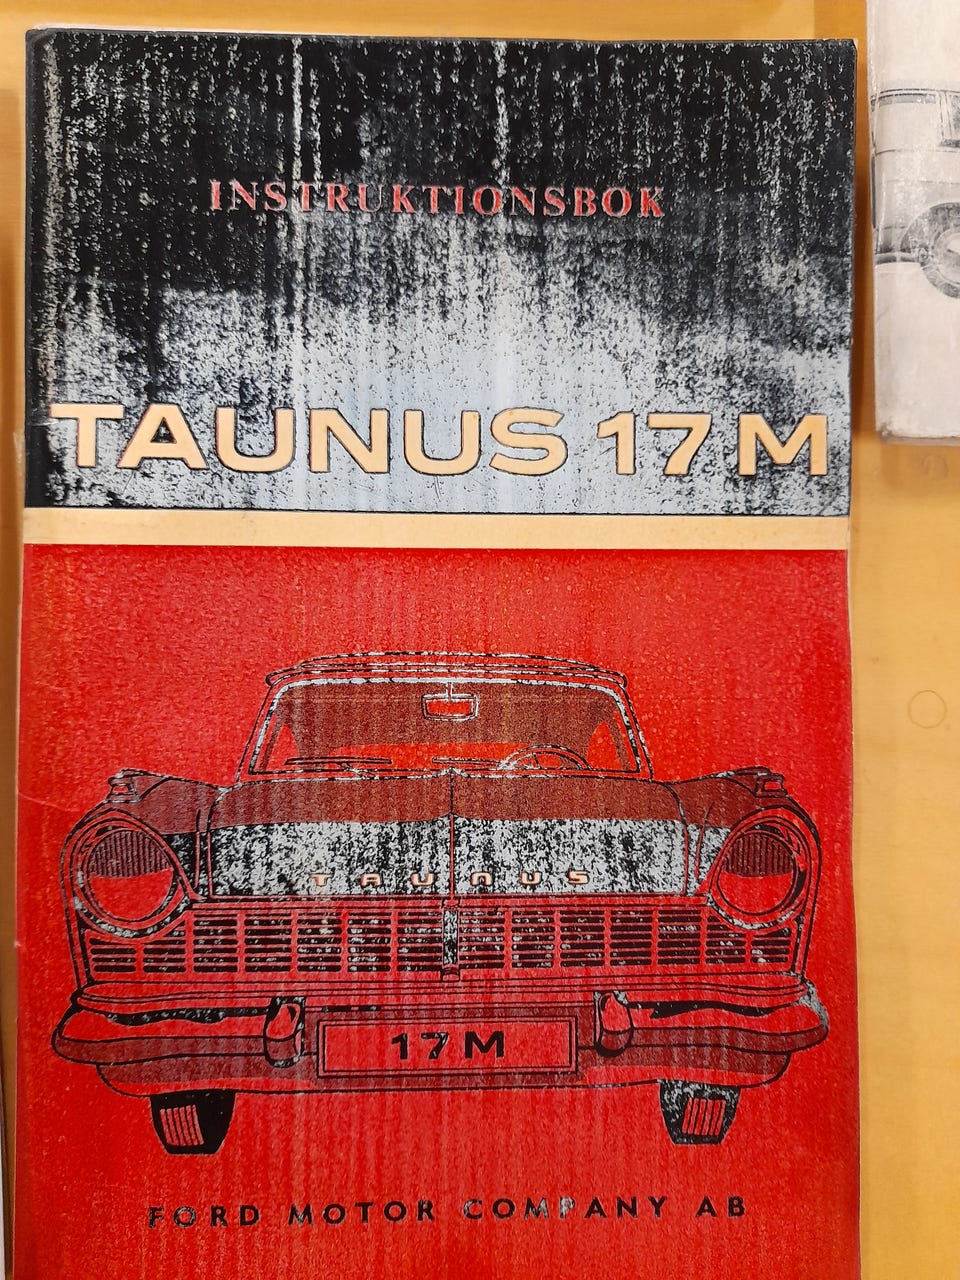 INSTRUKTIONSBOK
TAUNUS 17M
TAUNUS
17M
FORD MOTOR COMPANY AB